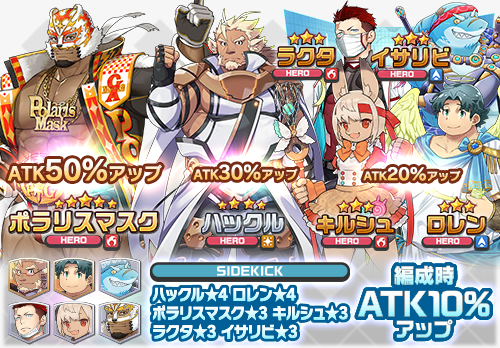 ラクタ
HERO
イサリビ
HERO
Polaris
Mask
ATK50%アップ
ATK30%アップ
ATK20%アップ
ポラリスマスク
HERO
ハックル
HERO
キルシュ
HERO
ロレン
HERO
SIDEKICK
ハックル★4 ロレン★4
ポラリスマスク★3 キルシュ★3
ラクタ★3 イサリビ★3
編成時
ATK10%
アップ